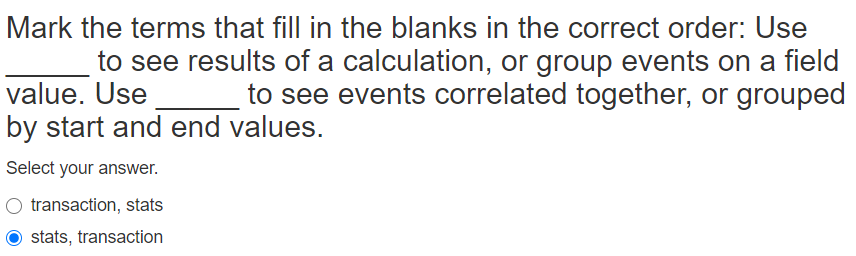 Mark the terms that fill in the blanks in the correct order: Use
______ to see results of a calculation, or group events on a field
value. Use ______ to see events correlated together, or grouped
by start and end values.
Select your answer.
transaction, stats
stats, transaction